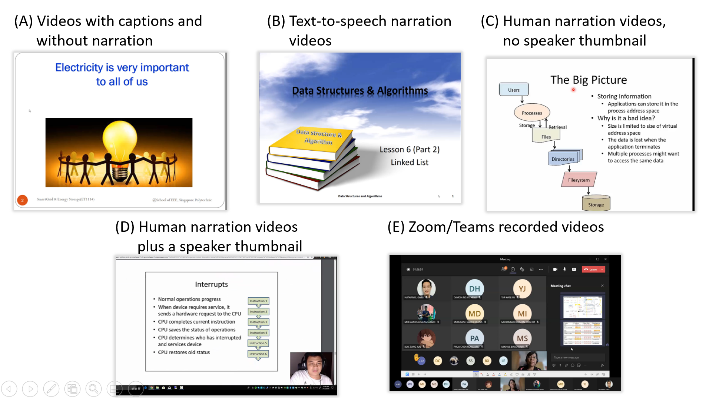 (A) Videos with captions and
without narration
(B) Text-to-speech narration
videos
(C) Human narration videos,
no speaker thumbnail
Electricity is very important
to all of us
2
Data Structures & Algorithms
Data Structure &
Algorithms
Lesson 6 (Part 2)
Linked List
Data Structures and Algorithms
The Big Picture
Users
Processes
Storage
Retrieval
Files
Directories
Filesystem
Storage
• Storing Information
• Applications can store it in the
process address space
• Why is it a bad idea?
• Size is limited to size of virtual
address space
• The data is lost when the
application terminates
• Multiple processes might want
to access the same data
(D) Human narration videos
plus a speaker thumbnail
(E) Zoom/Teams recorded videos
Interrupts
• Normal operations progress
• When device requires service, it
sends a hardware request to the CPU
• CPU completes current instruction
• CPU saves the status of operations
• CPU determines who has interrupted
and services device
• CPU restores old status
Meeting chat
DH
YJ
MD
MI
PA
MS